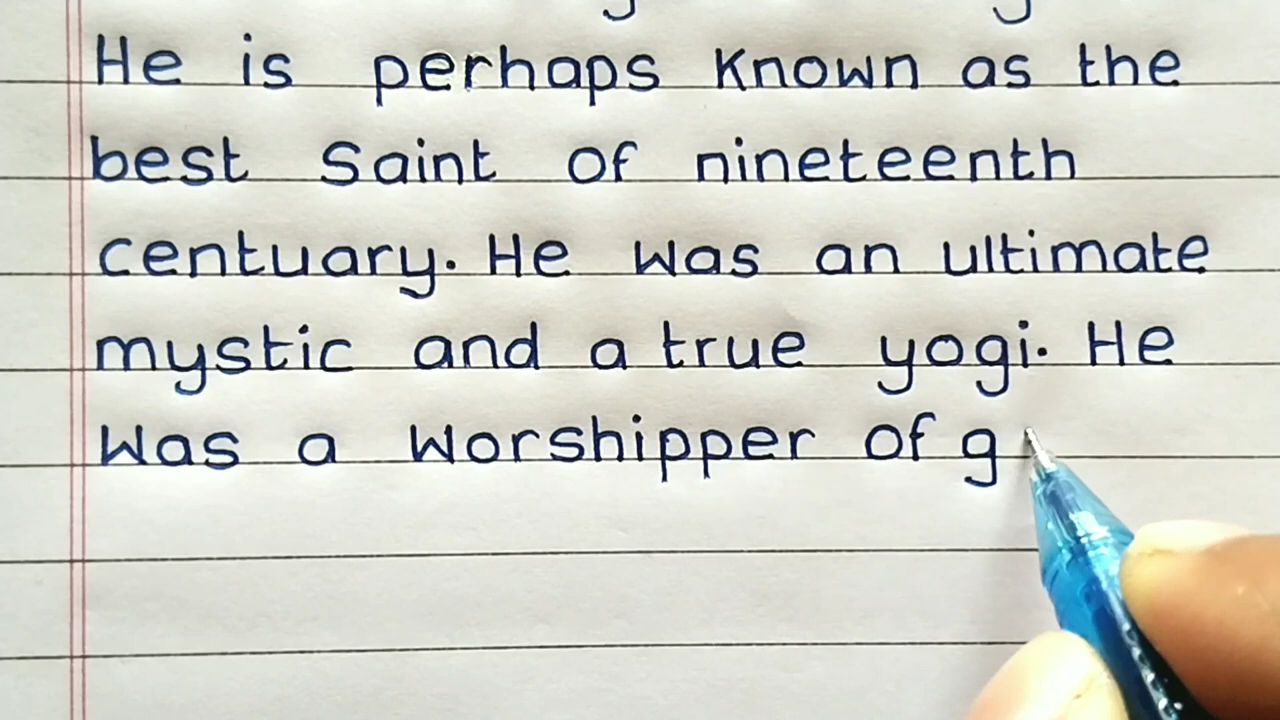 He is perhaps Known as the
best Saint of nineteenth
centuary. He was an ultimate
mystic and a true yogi. He
was a worshipper of g